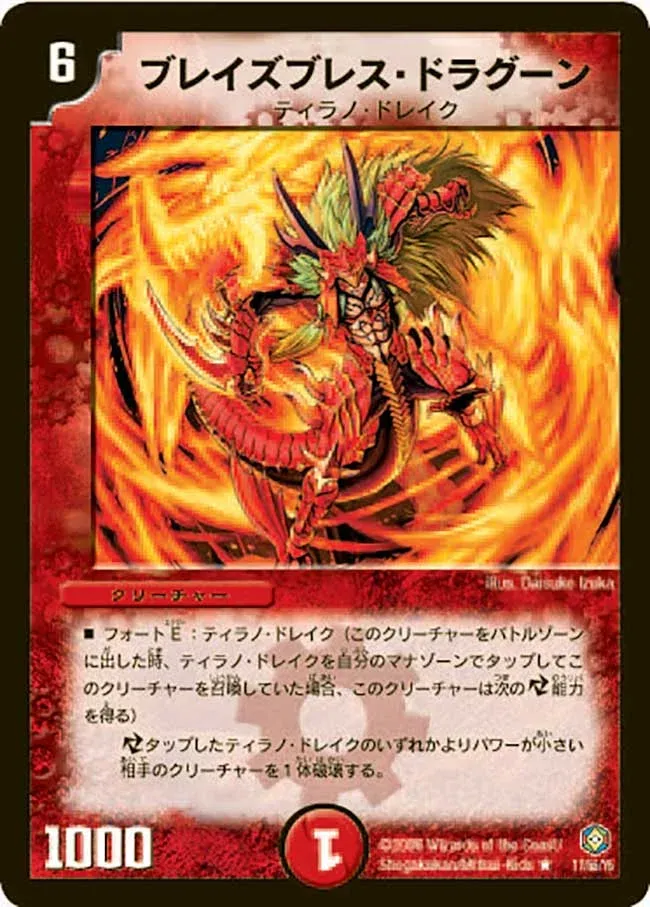 6
ブレイズブレス・ドラグーン
ティラノ・ドレイク
illus. Daisuke Izuka
クリーチャー
■ フォートE：ティラノ・ドレイク（このクリーチャーをバトルゾーン
に出した時、ティラノ・ドレイクを自分のマナゾーンでタップしてこ
のクリーチャーを召喚していた場合、このクリーチャーは次の能力
を得る）
タップしたティラノ・ドレイクのいずれかよりパワーが小さい
相手のクリーチャーを１体破壊する。
1000
1
Wizards of the Coast/
Shogakukan/Mitsui-Kids ★